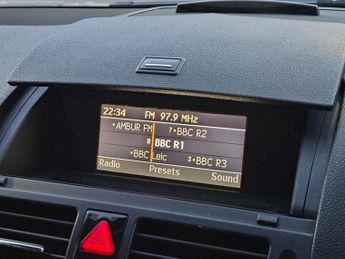 22:34 FM 97.9 MHz
*AMBUR FM 7*BBC R2
8 BBC R1
*BBC Leic 3*BBC R3
Radio Presets Sound